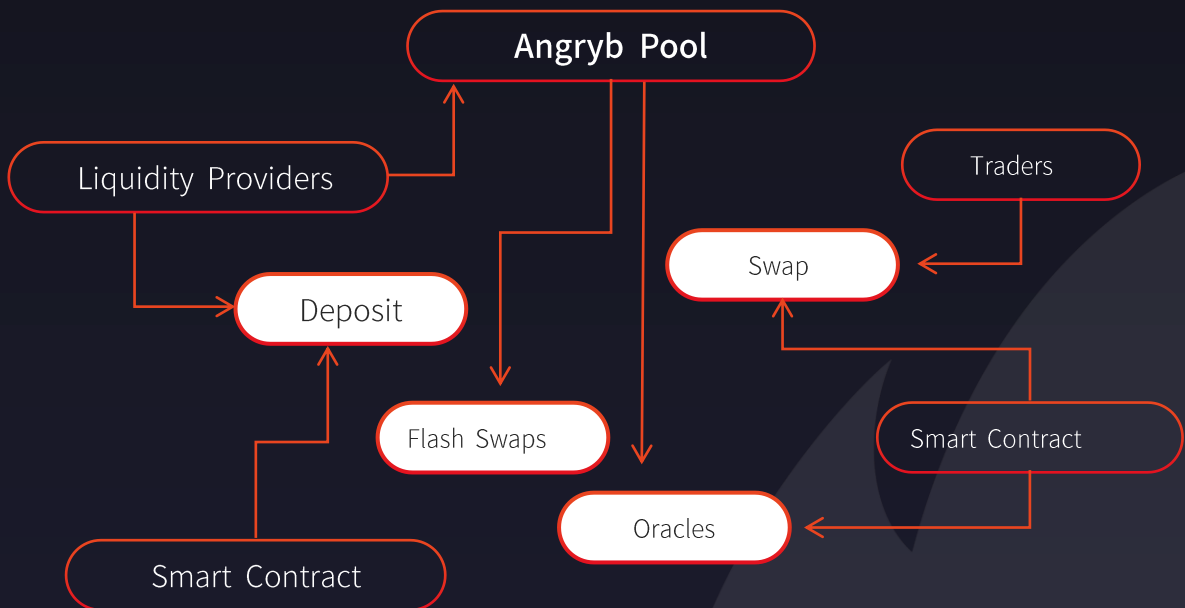 Angryb Pool
Liquidity Providers
Traders
Swap
Deposit
Flash Swaps
Smart Contract
Oracles
Smart Contract